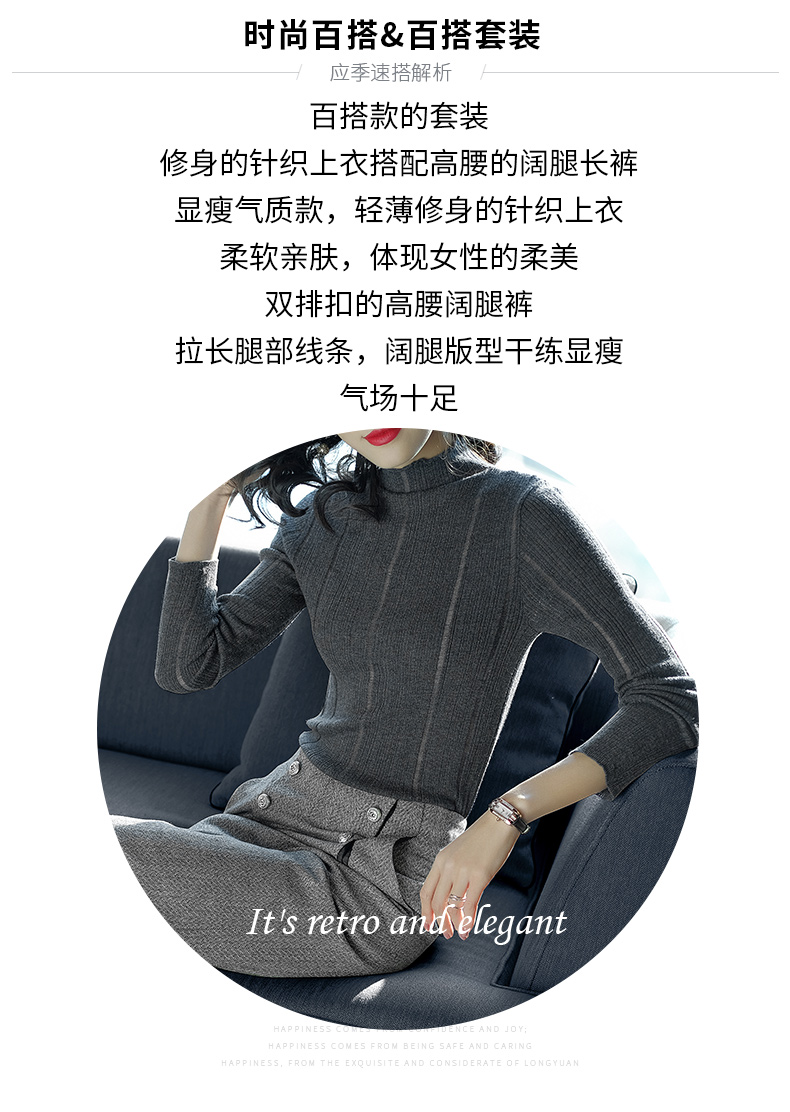 时尚百搭&百搭套装
应季速搭解析
百搭款的套装
修身的针织上衣搭配高腰的阔腿长裤
显瘦气质款，轻薄修身的针织上衣
柔软亲肤，体现女性的柔美
双排扣的高腰阔腿裤
拉长腿部线条，阔腿版型干练显瘦
气场十足
It's retro and elegant
HAPPINESS COMES FROM CONFIDENCE AND JOY;
HAPPINESS COMES FROM BEING SAFE AND CARING
HAPPINESS, FROM THE EXQUISITE AND CONSIDERATE OF LONGYUAN